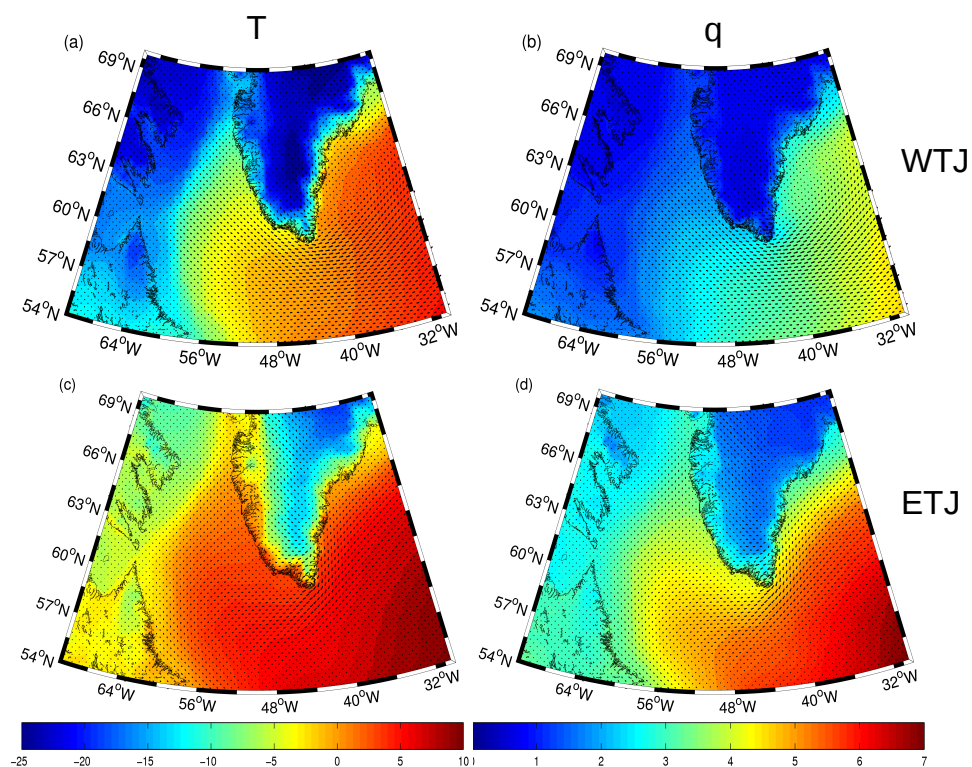 T
q
(a)
(b)
69°N
66°N
63°N
60°N
57°N
54°N
64°W
56°W
48°W
40°W
32°W
69°N
66°N
63°N
60°N
57°N
54°N
64°W
56°W
48°W
40°W
32°W
WTJ
(c)
(d)
69°N
66°N
63°N
60°N
57°N
54°N
64°W
56°W
48°W
40°W
32°W
69°N
66°N
63°N
60°N
57°N
54°N
64°W
56°W
48°W
40°W
32°W
ETJ
−25 −20 −15 −10 −5 0 5 10
1 2 3 4 5 6 7